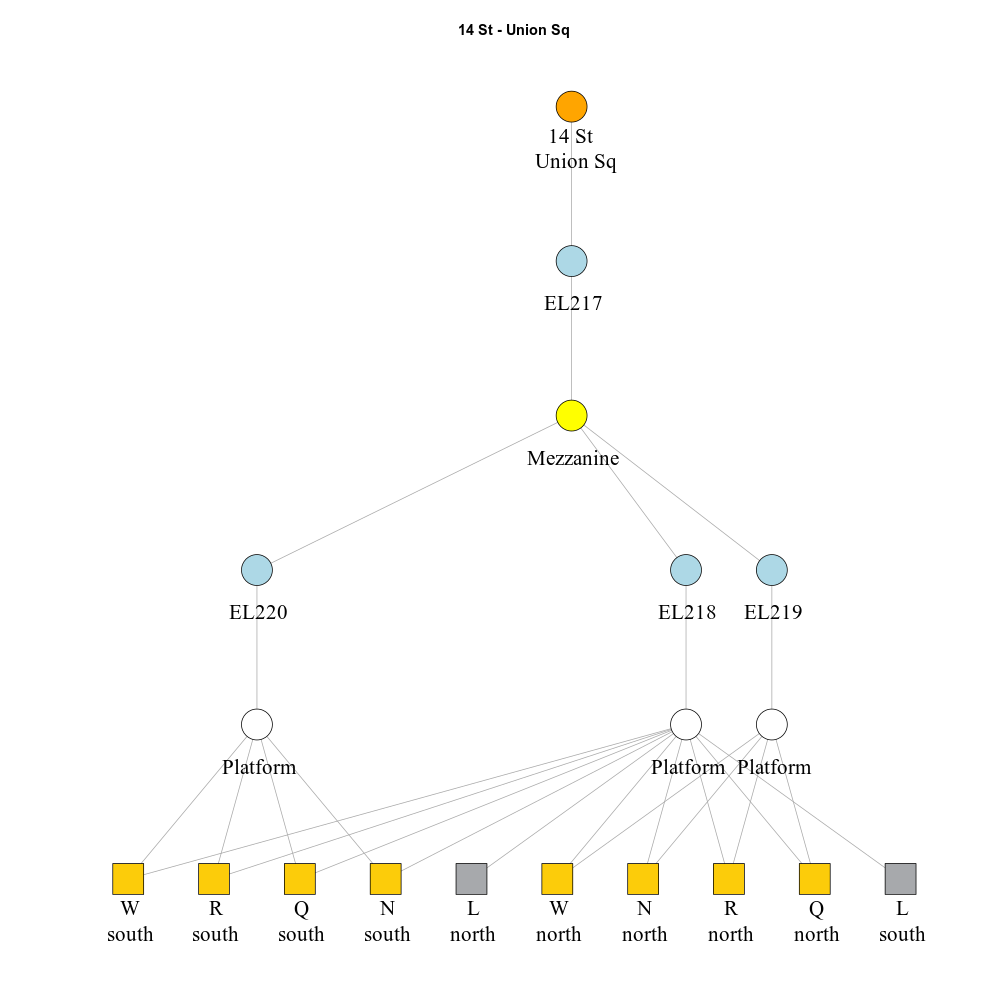 14 St - Union Sq
14 St
Union Sq
EL217
Mezzanine
EL220
EL218
EL219
Platform
Platform
Platform
W
south
R
south
Q
south
N
south
L
north
W
north
N
north
R
north
Q
north
L
south